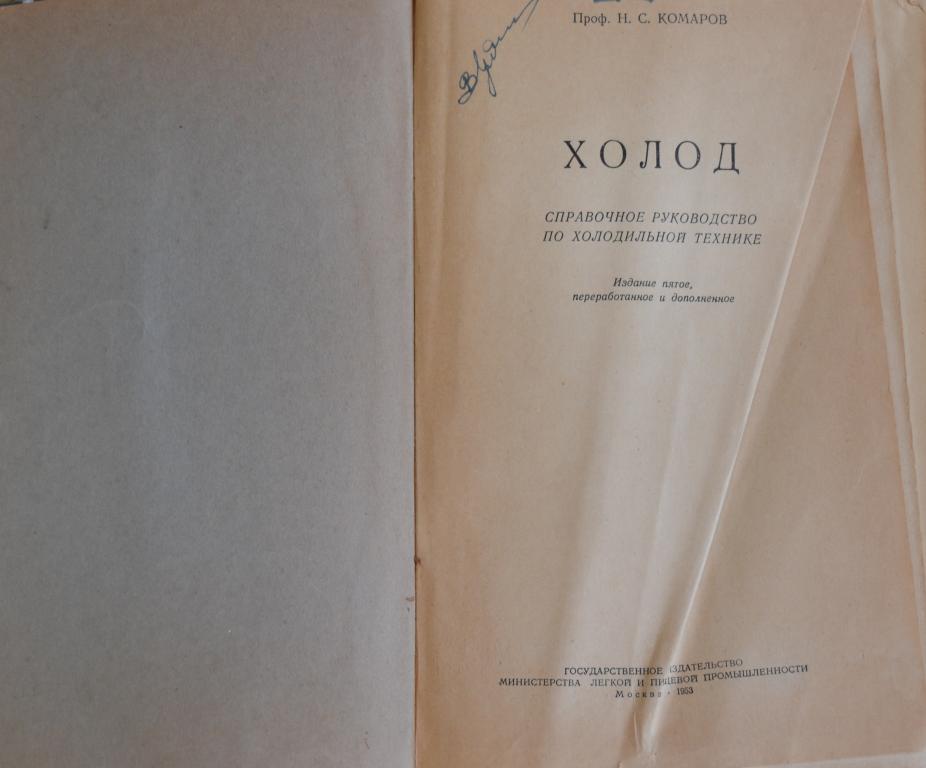 Проф. Н. С. КОМАРОВ
ХОЛОД
СПРАВОЧНОЕ РУКОВОДСТВО
ПО ХОЛОДИЛЬНОЙ ТЕХНИКЕ
Издание пятое,
переработанное и дополненное
ГОСУДАРСТВЕННОЕ ИЗДАТЕЛЬСТВО
МИНИСТЕРСТВА ЛЕГКОЙ И ПИЩЕВОЙ ПРОМЫШЛЕННОСТИ
Москва • 1953